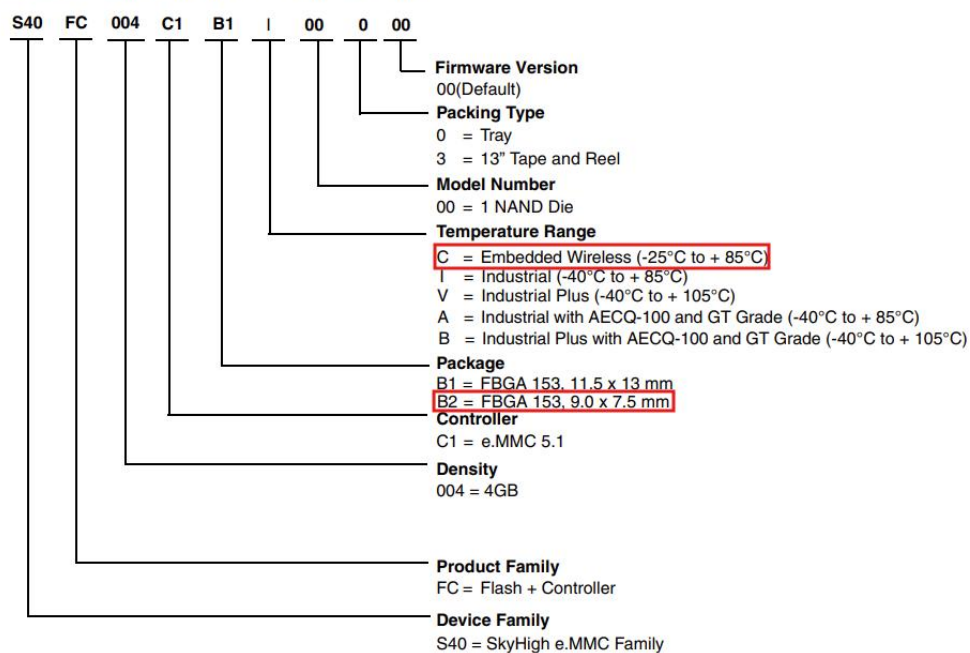 S40 FC 004 C1 B1 I 00 0 00
Firmware Version
00(Default)
Packing Type
0 = Tray
3 = 13" Tape and Reel
Model Number
00 = 1 NAND Die
Temperature Range
C = Embedded Wireless (-25°C to + 85°C)
I = Industrial (-40°C to + 85°C)
V = Industrial Plus (-40°C to + 105°C)
A = Industrial with AECQ-100 and GT Grade (-40°C to + 85°C)
B = Industrial Plus with AECQ-100 and GT Grade (-40°C to + 105°C)
Package
B1 = FBGA 153, 11.5 x 13 mm
B2 = FBGA 153, 9.0 x 7.5 mm
Controller
C1 = e.MMC 5.1
Density
004 = 4GB
Product Family
FC = Flash + Controller
Device Family
S40 = SkyHigh e.MMC Family